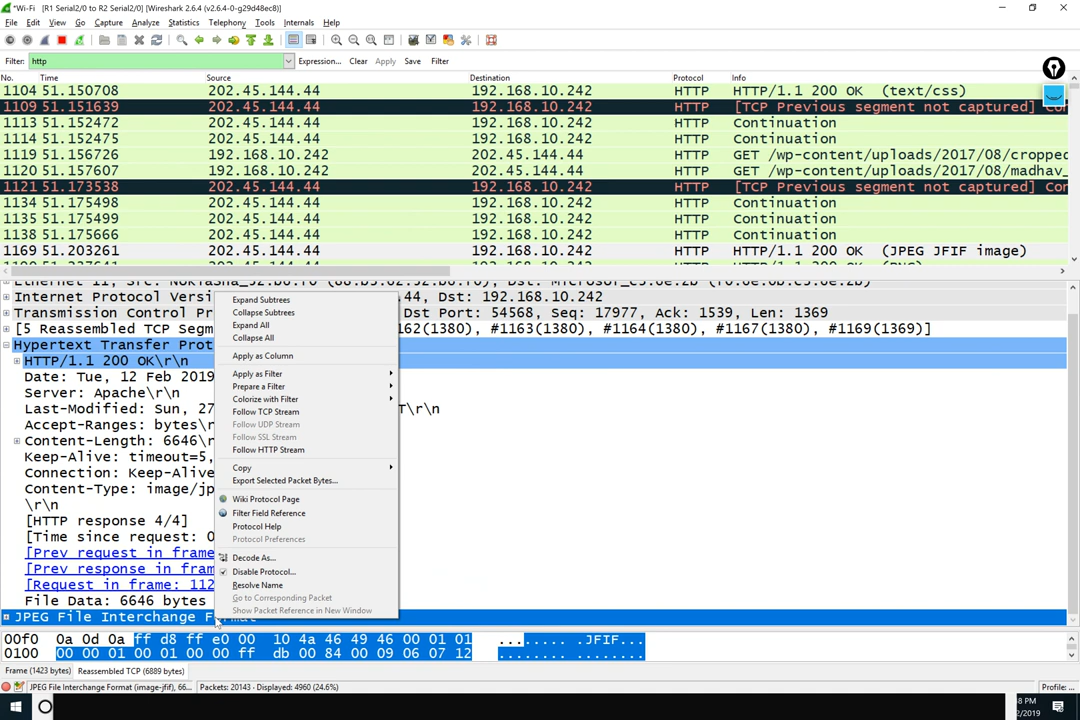 *Wi-Fi [R1 Serial2/0 to R2 Serial2/0] [Wireshark 2.6.4 (v2.6.4-0-g29d48ec8)]
File Edit View Go Capture Analyze Statistics Telephony Tools Internals Help
Filter: http Expression... Clear Apply Save Filter
No. Time Source Destination Protocol Info
1104 51.150708 202.45.144.44 192.168.10.242 HTTP HTTP/1.1 200 OK (text/css)
1109 51.151639 202.45.144.44 192.168.10.242 HTTP [TCP Previous segment not captured] Co
1113 51.152472 202.45.144.44 192.168.10.242 HTTP Continuation
1114 51.152475 202.45.144.44 192.168.10.242 HTTP Continuation
1119 51.156726 192.168.10.242 202.45.144.44 HTTP GET /wp-content/uploads/2017/08/cropped
1120 51.157607 192.168.10.242 202.45.144.44 HTTP GET /wp-content/uploads/2017/08/madhav_
1121 51.173538 202.45.144.44 192.168.10.242 HTTP [TCP Previous segment not captured] Co
1134 51.175498 202.45.144.44 192.168.10.242 HTTP Continuation
1135 51.175499 202.45.144.44 192.168.10.242 HTTP Continuation
1138 51.175666 202.45.144.44 192.168.10.242 HTTP Continuation
1169 51.203261 202.45.144.44 192.168.10.242 HTTP HTTP/1.1 200 OK (JPEG JFIF image)
Internet Protocol Versi .44, Dst: 192.168.10.242
Transmission Control Pr Dst Port: 54568, Seq: 17977, Ack: 1539, Len: 1369
[5 Reassembled TCP Segm 162(1380), #1163(1380), #1164(1380), #1167(1380), #1169(1369)]
Hypertext Transfer Prot
HTTP/1.1 200 OK\r\n
Date: Tue, 12 Feb 2019
Server: Apache\r\n
Last-Modified: Sun, 27 T\r\n
Accept-Ranges: bytes\
Content-Length: 6646\
Keep-Alive: timeout=5,
Connection: Keep-Alive
Content-Type: image/jp
\r\n
[HTTP response 4/4]
[Time since request: 0
[Prev request in frame
[Prev response in fram
[Request in frame: 112
File Data: 6646 bytes
JPEG File Interchange Format
Expand Subtrees
Collapse Subtrees
Expand All
Collapse All
Apply as Column
Apply as Filter
Prepare a Filter
Colorize with Filter
Follow TCP Stream
Follow UDP Stream
Follow SSL Stream
Follow HTTP Stream
Copy
Export Selected Packet Bytes...
Wiki Protocol Page
Filter Field Reference
Protocol Help
Protocol Preferences
Decode As...
Disable Protocol...
Resolve Name
Go to Corresponding Packet
Show Packet Reference in New Window
00f0 0a 0d 0a ff d8 ff e0 00 10 4a 46 49 46 00 01 01 ........ .JFIF...
0100 00 00 01 00 01 00 00 ff db 00 84 00 09 06 07 12 ........ ........
Frame (1423 bytes) Reassembled TCP (6889 bytes)
JPEG File Interchange Format (image-jfif), 66... Packets: 20143 · Displayed: 4960 (24.6%) Profile: ...
8 PM
2/2019